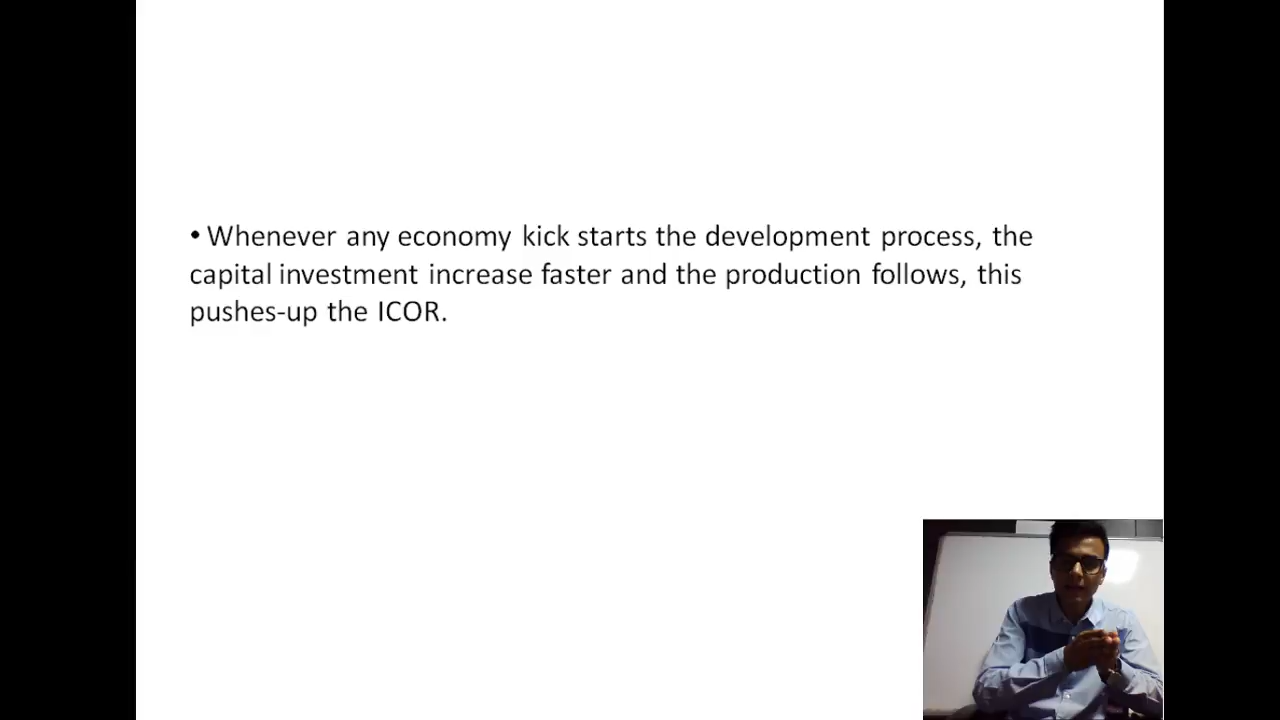 • Whenever any economy kick starts the development process, the
capital investment increase faster and the production follows, this
pushes-up the ICOR.